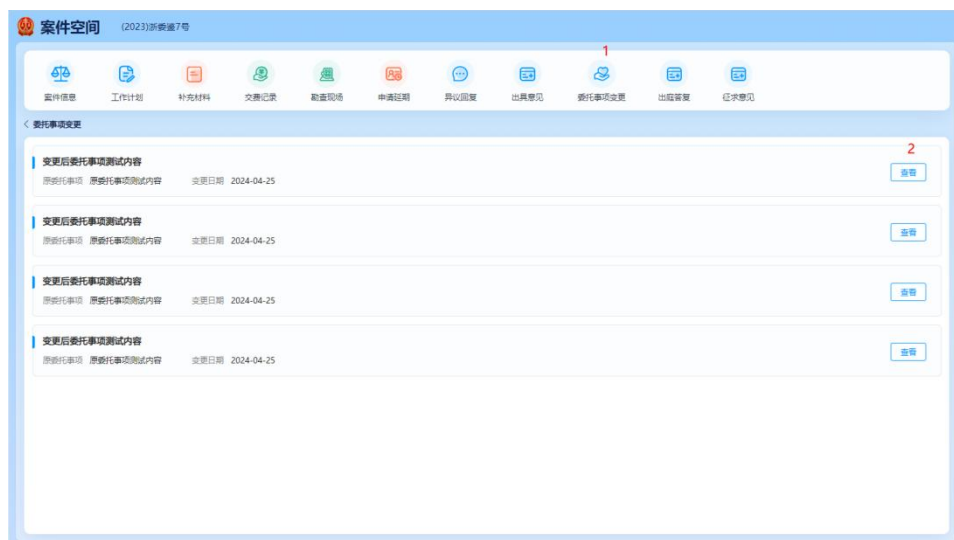 案件空间 (2023)浙委鉴7号
1
案件信息 工作计划 补充材料 交费记录 勘查现场 申请延期 异议回复 出具意见 委托事项变更 出庭答复 征求意见
< 委托事项变更
2
变更后委托事项测试内容
查看
原委托事项 原委托事项测试内容 变更日期 2024-04-25
变更后委托事项测试内容
查看
原委托事项 原委托事项测试内容 变更日期 2024-04-25
变更后委托事项测试内容
查看
原委托事项 原委托事项测试内容 变更日期 2024-04-25
变更后委托事项测试内容
查看
原委托事项 原委托事项测试内容 变更日期 2024-04-25